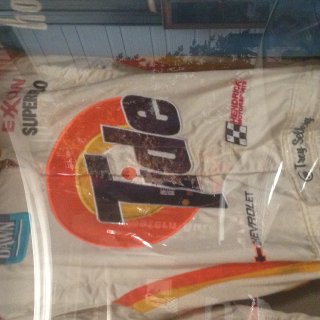 EXXON
SUPERFLO
Tide
HENDRICK
MOTORSPORTS
CHEVROLET
DAWN